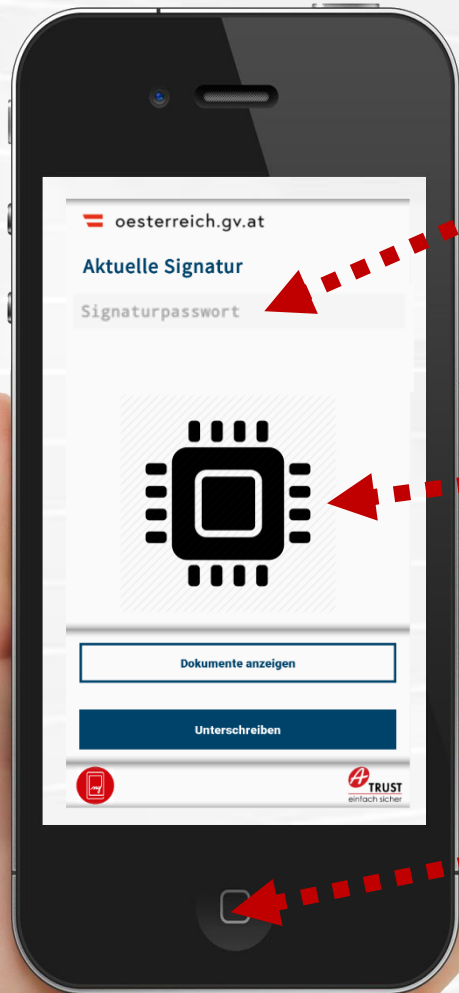 oesterreich.gv.at
Aktuelle Signatur
Signaturpasswort
Dokumente anzeigen
Unterschreiben
A TRUST
einfach sicher